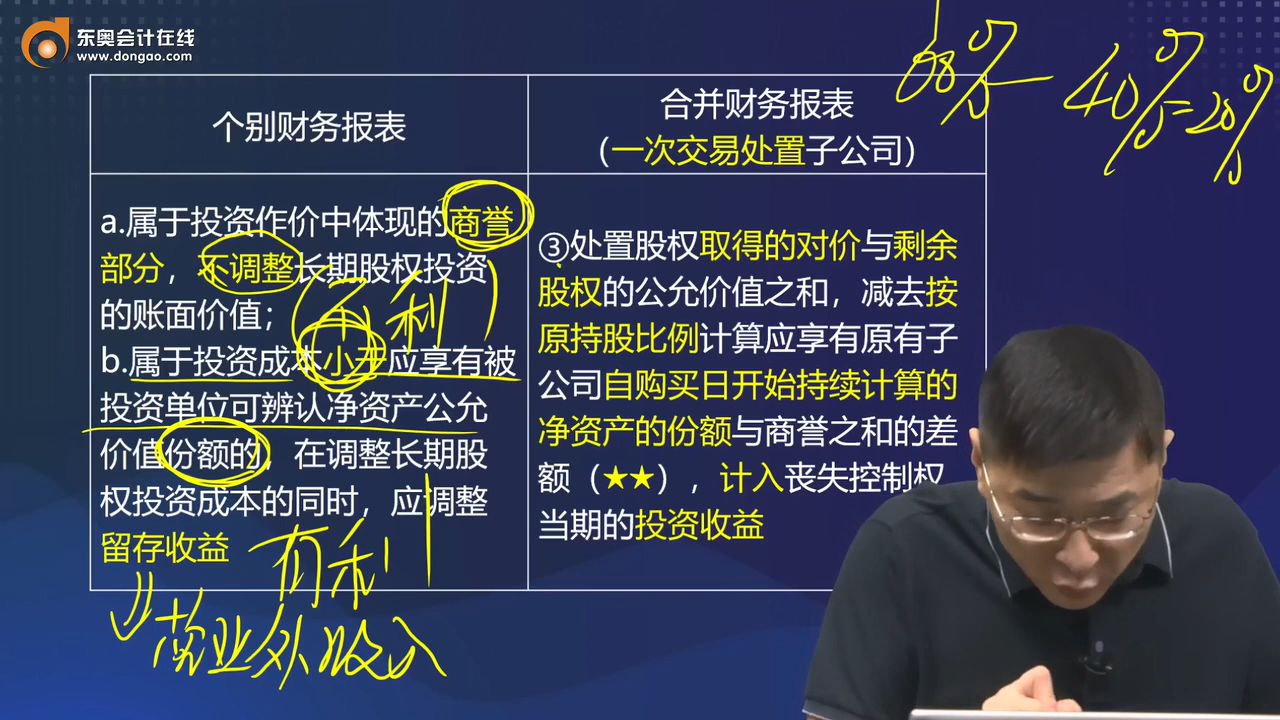 东奥会计在线
www.dongao.com
60% - 40% = 20%
个别财务报表
合并财务报表
（一次交易处置子公司）
a.属于投资作价中体现的商誉
部分，不调整长期股权投资
的账面价值；
不利
b.属于投资成本小于应享有被
投资单位可辨认净资产公允
价值份额的，在调整长期股
权投资成本的同时，应调整
留存收益
有利
营业外收入
③处置股权取得的对价与剩余
股权的公允价值之和，减去按
原持股比例计算应享有原有子
公司自购买日开始持续计算的
净资产的份额与商誉之和的差
额（★★），计入丧失控制权
当期的投资收益